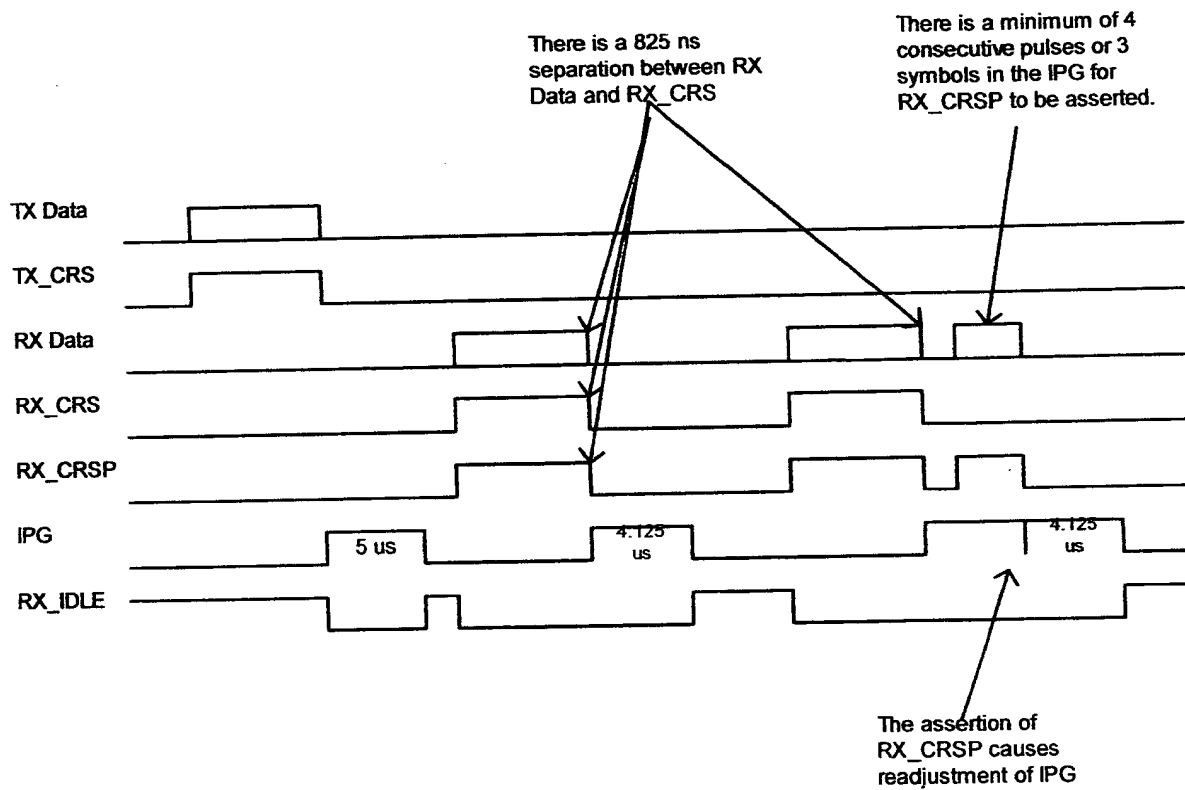 There is a 825 ns
separation between RX
Data and RX_CRS
There is a minimum of 4
consecutive pulses or 3
symbols in the IPG for
RX_CRSP to be asserted.
TX Data
TX_CRS
RX Data
RX_CRS
RX_CRSP
IPG
5 us
4.125
us
4.125
us
RX_IDLE
The assertion of
RX_CRSP causes
readjustment of IPG